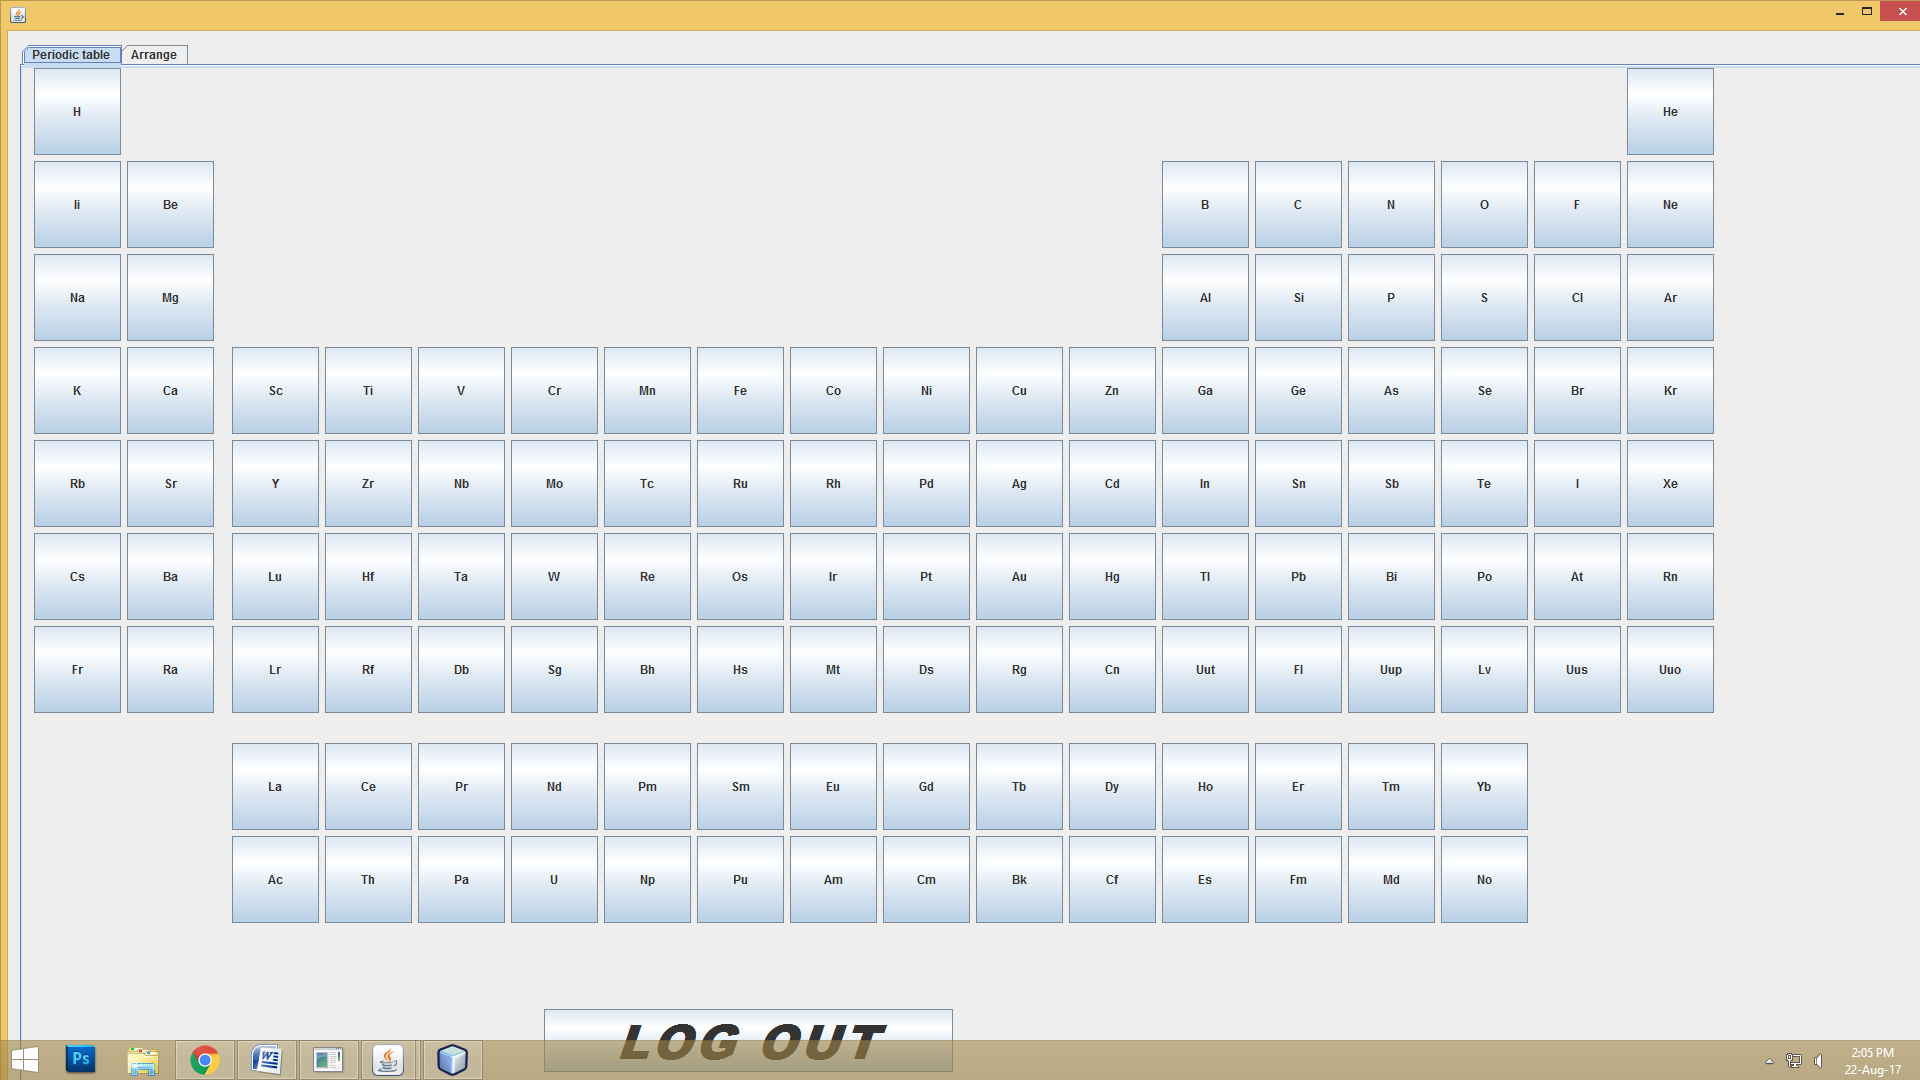 Periodic table Arrange
H He
li Be B C N O F Ne
Na Mg Al Si P S Cl Ar
K Ca Sc Ti V Cr Mn Fe Co Ni Cu Zn Ga Ge As Se Br Kr
Rb Sr Y Zr Nb Mo Tc Ru Rh Pd Ag Cd In Sn Sb Te I Xe
Cs Ba Lu Hf Ta W Re Os Ir Pt Au Hg Tl Pb Bi Po At Rn
Fr Ra Lr Rf Db Sg Bh Hs Mt Ds Rg Cn Uut Fl Uup Lv Uus Uuo
La Ce Pr Nd Pm Sm Eu Gd Tb Dy Ho Er Tm Yb
Ac Th Pa U Np Pu Am Cm Bk Cf Es Fm Md No
LOG OUT
Ps
W
2:05 PM
22-Aug-17